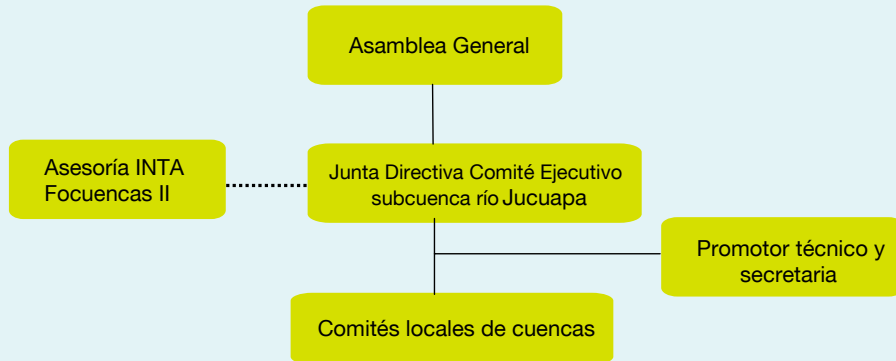 Asamblea General
Asesoría INTA
Focuencas II
Junta Directiva Comité Ejecutivo
subcuenca río Jucuapa
Promotor técnico y
secretaria
Comités locales de cuencas